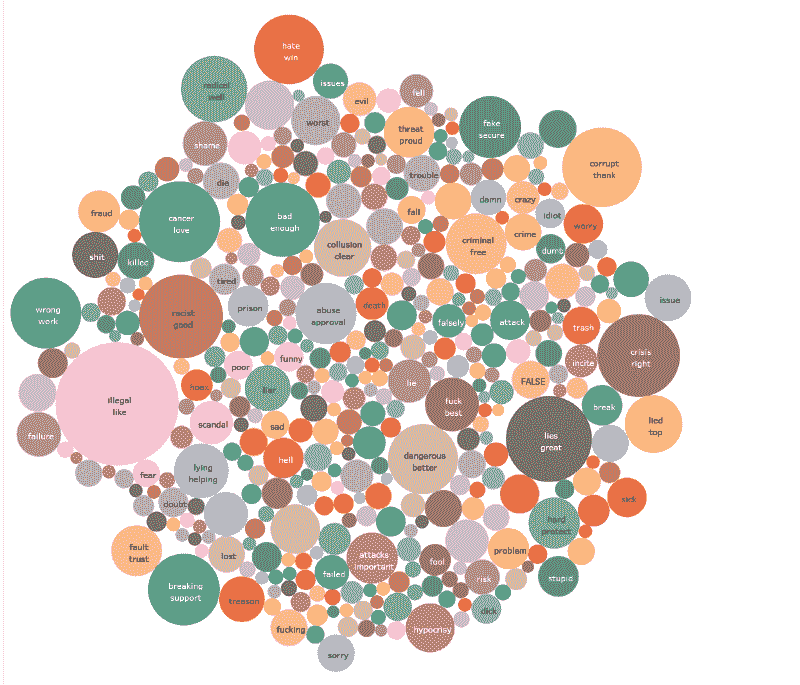 hate
win
radical
well
issues
evil
fell
worst
threat
proud
fake
secure
shame
corrupt
thank
trouble
die
damn
crazy
fraud
cancer
love
bad
enough
fall
idiot
worry
crime
criminal
free
collusion
clear
dumb
shit
killed
tired
issue
prison
death
wrong
work
racist
good
abuse
approval
falsely
attack
trash
funny
poor
crisis
right
incite
hoax
liar
lie
FALSE
illegal
like
fuck
best
break
scandal
sad
lied
top
failure
lies
great
hell
dangerous
better
lying
helping
fear
sick
doubt
hard
protect
fault
trust
lost
problem
attacks
important
fool
failed
risk
stupid
breaking
support
treason
dick
fucking
hypocrisy
sorry